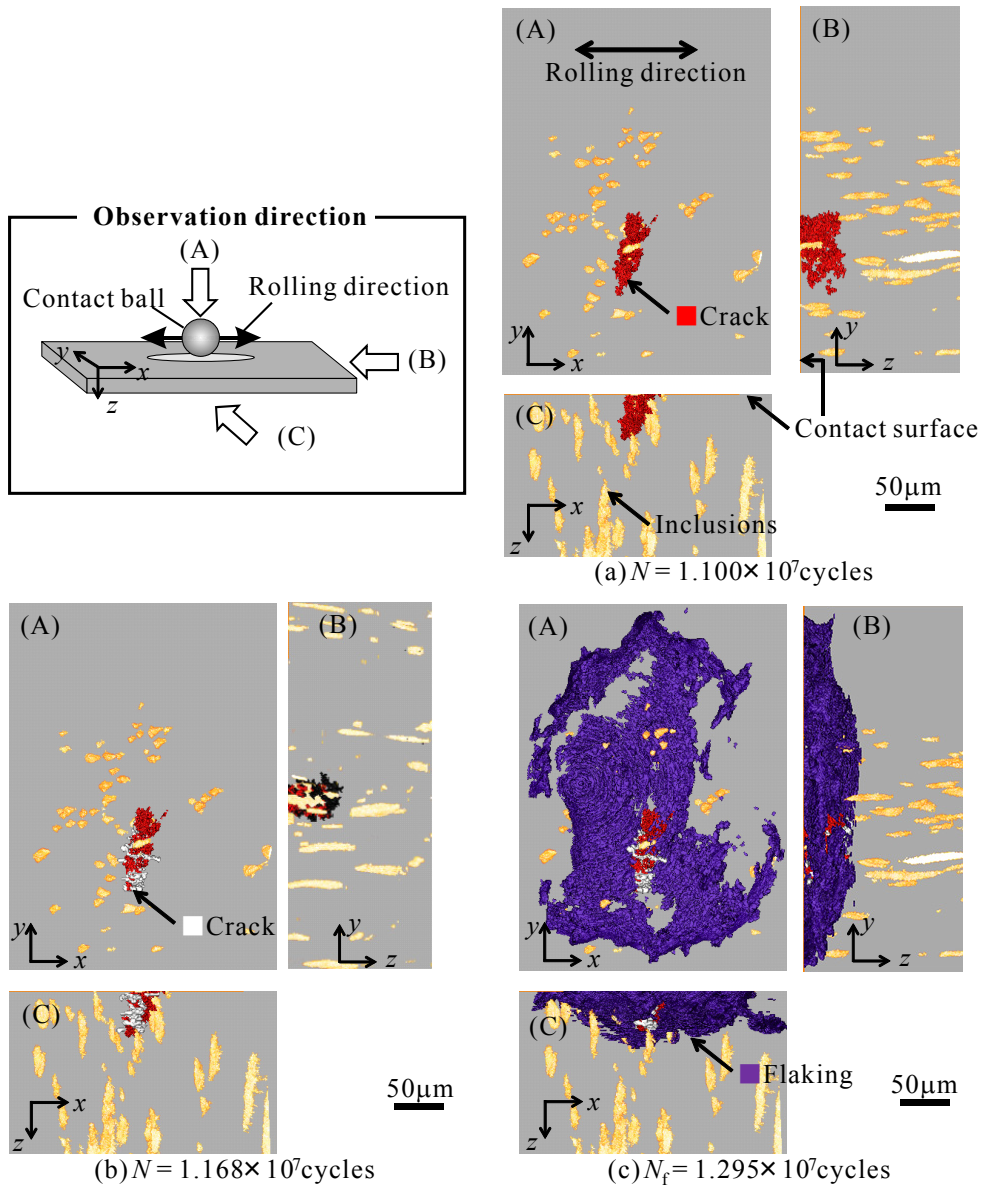 Observation direction
(A)
Contact ball
Rolling direction
y
x
z
(B)
(C)
(A)
Rolling direction
Crack
y
x
(B)
y
z
(C)
Contact surface
x
z
Inclusions
50μm
(a) N = 1.100×10⁷cycles
(A)
Crack
y
x
(B)
y
z
(C)
x
z
50μm
(b) N = 1.168×10⁷cycles
(A)
y
x
(B)
y
z
(C)
Flaking
x
z
50μm
(c) Nf = 1.295×10⁷cycles